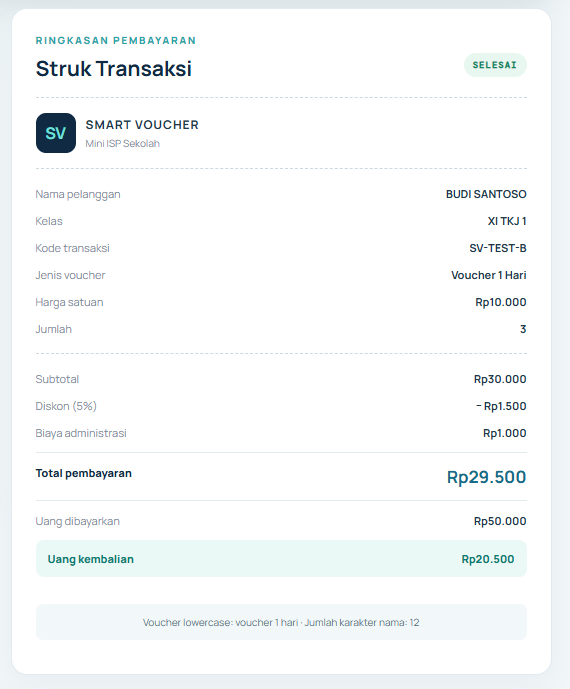 RINGKASAN PEMBAYARAN
Struk Transaksi
SELESAI
SV
SMART VOUCHER
Mini ISP Sekolah
Nama pelanggan BUDI SANTOSO
Kelas XI TKJ 1
Kode transaksi SV-TEST-B
Jenis voucher Voucher 1 Hari
Harga satuan Rp10.000
Jumlah 3
Subtotal Rp30.000
Diskon (5%) − Rp1.500
Biaya administrasi Rp1.000
Total pembayaran Rp29.500
Uang dibayarkan Rp50.000
Uang kembalian Rp20.500
Voucher lowercase: voucher 1 hari · Jumlah karakter nama: 12